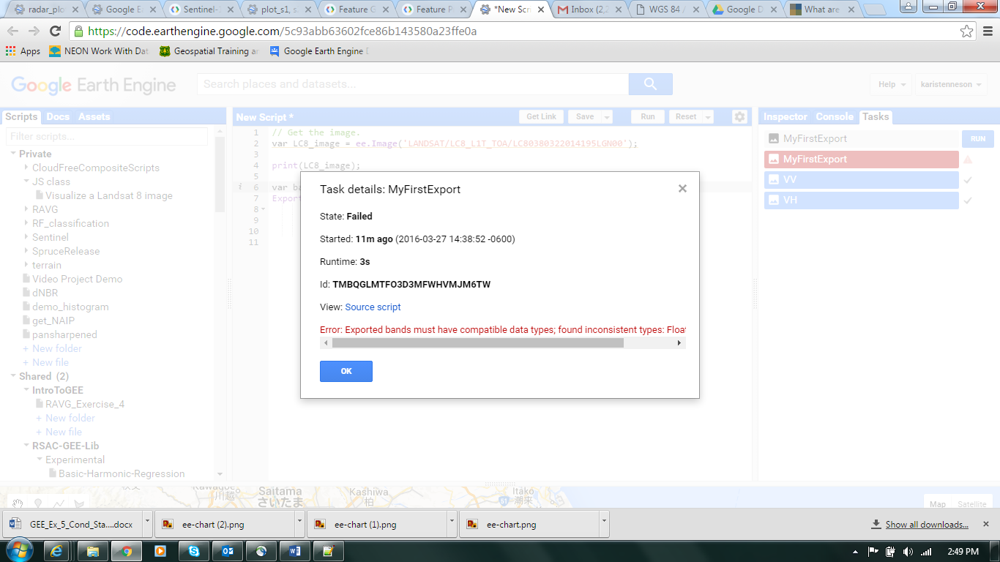 radar_plo
Google E
Sentinel-
plot_s1, s
Feature G
Feature P
*New Scri
Inbox (2,2
WGS 84 /
Google D
What are
https://code.earthengine.google.com/5c93abb63602fce86b143580a23ffe0a
Apps
NEON Work With Dat
Geospatial Training ar
Google Earth Engine
Google Earth Engine
Search places and datasets...
Help
karistenneson
Scripts Docs Assets
New Script *
Get Link
Save
Run
Reset
Inspector Console Tasks
Filter scripts...
Private
CloudFreeCompositeScripts
JS class
Visualize a Landsat 8 image
RAVG
RF_classification
Sentinel
SpruceRelease
terrain
Video Project Demo
dNBR
demo_histogram
get_NAIP
pansharpened
+ New folder
+ New file
Shared (2)
IntroToGEE
RAVG_Exercise_4
+ New folder
+ New file
RSAC-GEE-Lib
Experimental
Basic-Harmonic-Regression
1 // Get the image.
2 var LC8_image = ee.Image('LANDSAT/LC8_L1T_TOA/LC80380322014195LGN00');
3
4 print(LC8_image);
5
i 6 var ba
7 Export
8
9
10
11
MyFirstExport
RUN
MyFirstExport
VV
VH
Task details: MyFirstExport
State: Failed
Started: 11m ago (2016-03-27 14:38:52 -0600)
Runtime: 3s
Id: TMBQGLMTFO3D3MFWHVMJM6TW
View: Source script
Error: Exported bands must have compatible data types; found inconsistent types: Float
OK
Kawagoe
川越
Saitama
さいたま
Kashiwa
柏
51
Itako
潮来
Map
Satellite
GEE_Ex_5_Cond_Sta....docx
ee-chart (2).png
ee-chart (1).png
ee-chart.png
Show all downloads...
2:49 PM